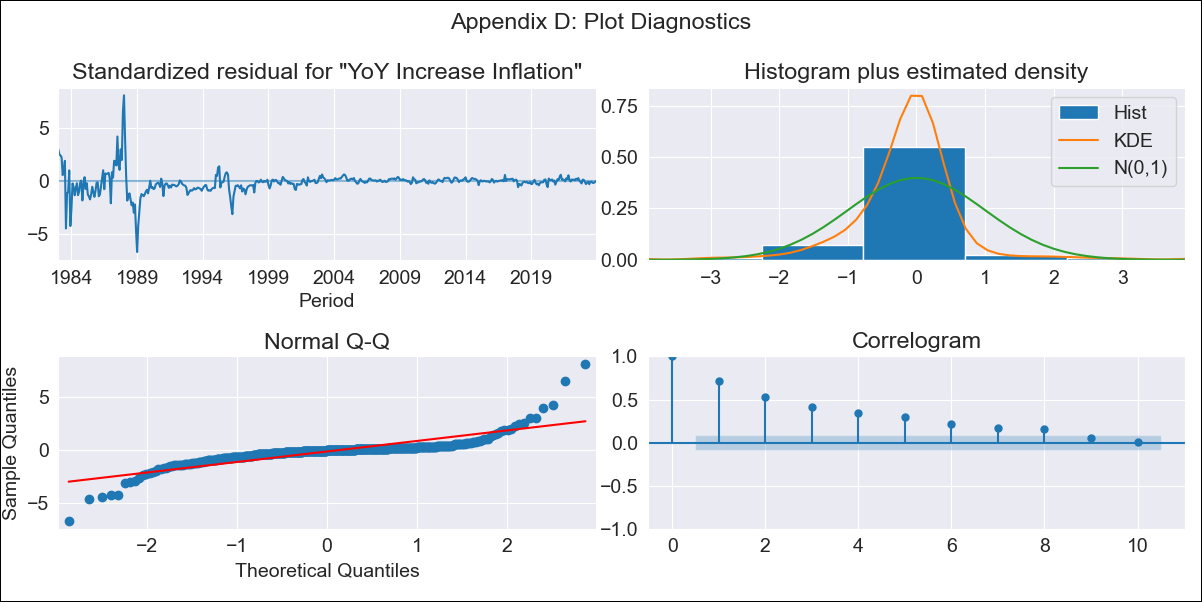 Appendix D: Plot Diagnostics
Standardized residual for "YoY Increase Inflation"
5
0
−5
1984 1989 1994 1999 2004 2009 2014 2019
Period
Histogram plus estimated density
0.75
0.50
0.25
0.00
Hist
KDE
N(0,1)
−3 −2 −1 0 1 2 3
Normal Q-Q
Sample Quantiles
5
0
−5
−2 −1 0 1 2
Theoretical Quantiles
Correlogram
1.0
0.5
0.0
−0.5
−1.0
0 2 4 6 8 10